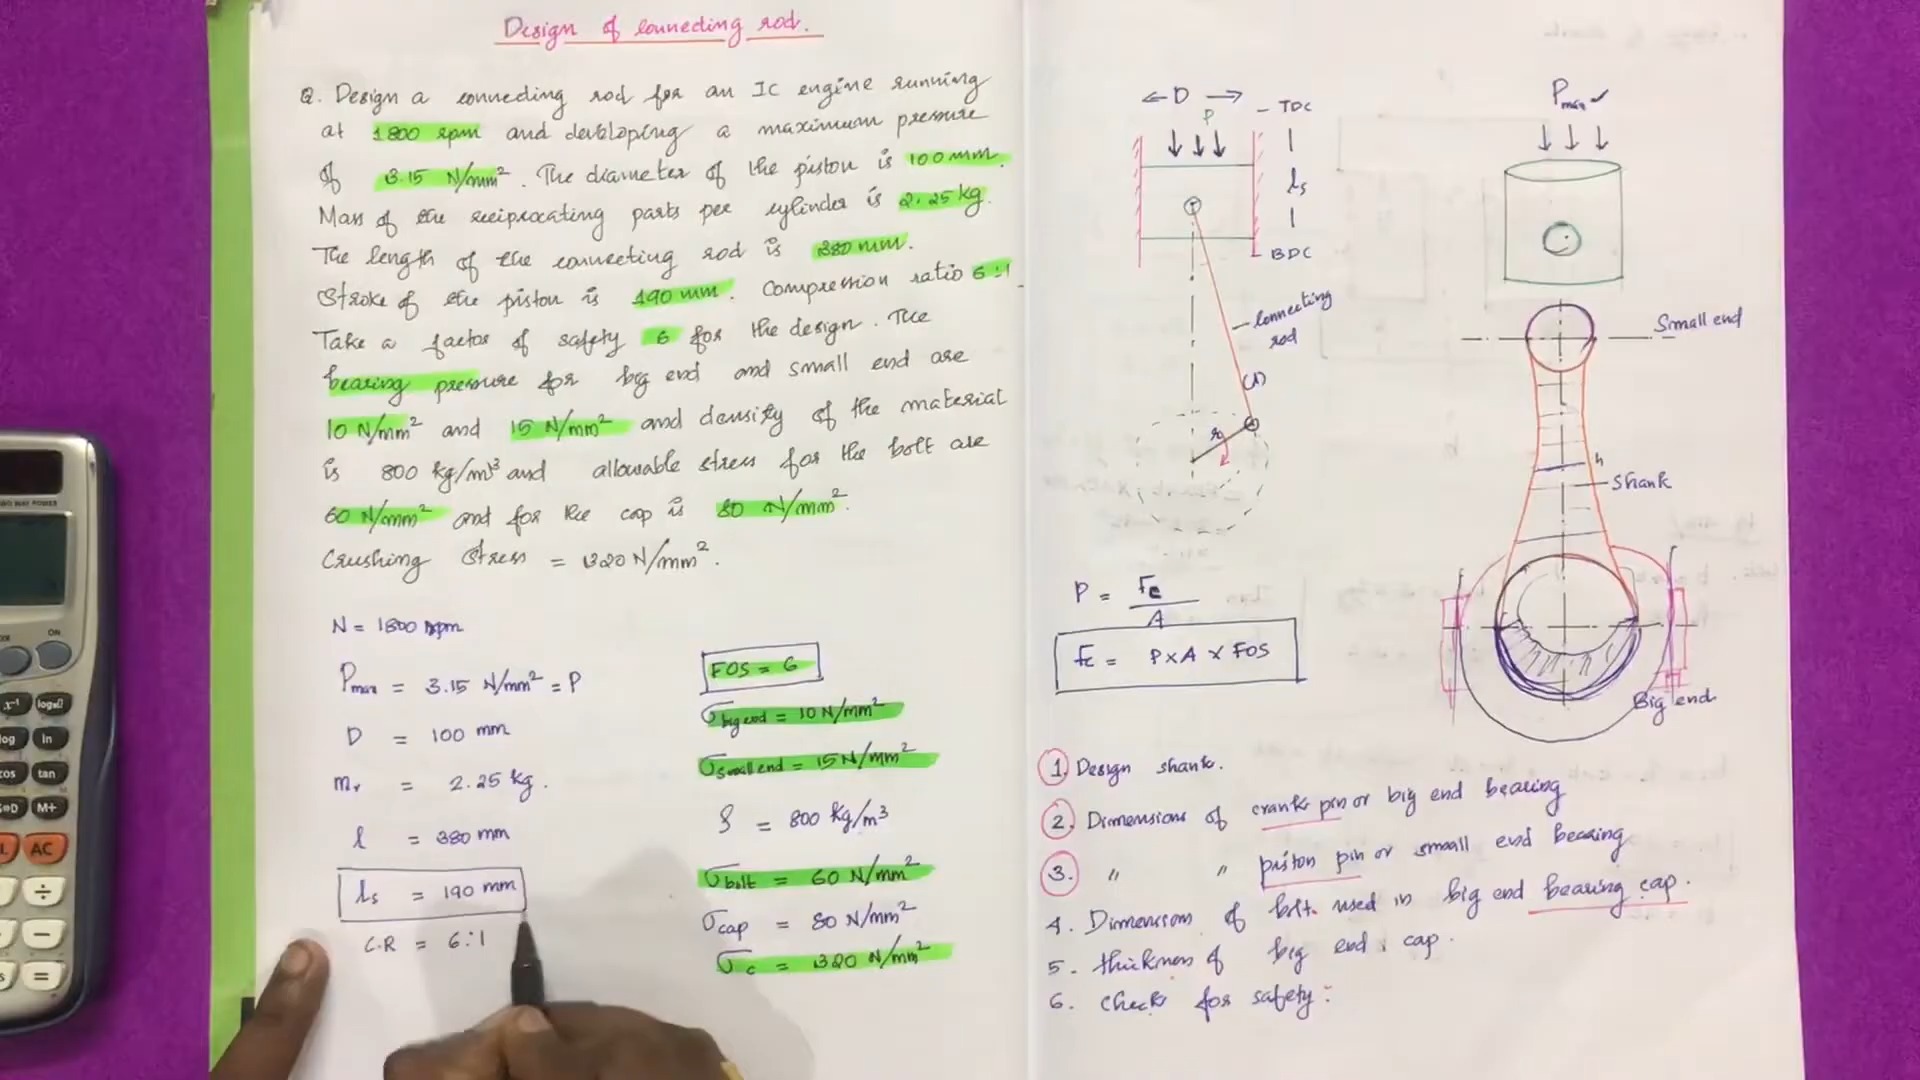 Design of connecting rod.
Q. Design a connecting rod for an IC engine running
at 1800 rpm and developing a maximum pressure
of 3.15 N/mm². The diameter of the piston is 100mm.
Mass of the reciprocating parts per cylinder is 2.25 kg.
The length of the connecting rod is 380 mm.
Stroke of the piston is 190 mm. Compression ratio 6:1.
Take a factor of safety 6 for the design. The
bearing pressure for big end and small end are
10 N/mm² and 15 N/mm² and density of the material
is 800 kg/m³ and allowable stress for the bolt are
60 N/mm² and for the cap is 80 N/mm².
Crushing Stress = 320 N/mm².
N = 1800 rpm
Pmax = 3.15 N/mm² = P
D = 100 mm
mr = 2.25 kg.
l = 380 mm
ls = 190 mm
C.R = 6:1
FOS = 6
σbig end = 10 N/mm²
σsmall end = 15 N/mm²
ρ = 800 kg/m³
σbolt = 60 N/mm²
σcap = 80 N/mm²
σc = 320 N/mm²
← D →
P
TDC
ls
BDC
connecting
rod
(l)
r
Pmax ✓
Small end
Shank
Big end
P = Fc/A
Fc = P×A × FOS
1. Design shank.
2. Dimensions of crank pin or big end bearing
3. " " piston pin or small end bearing
4. Dimension of bolt used in big end bearing cap.
5. thickness of big end cap.
6. check for safety:
ON
x⁻¹
log
ln
cos
tan
S⇔D
M+
AC
÷
=